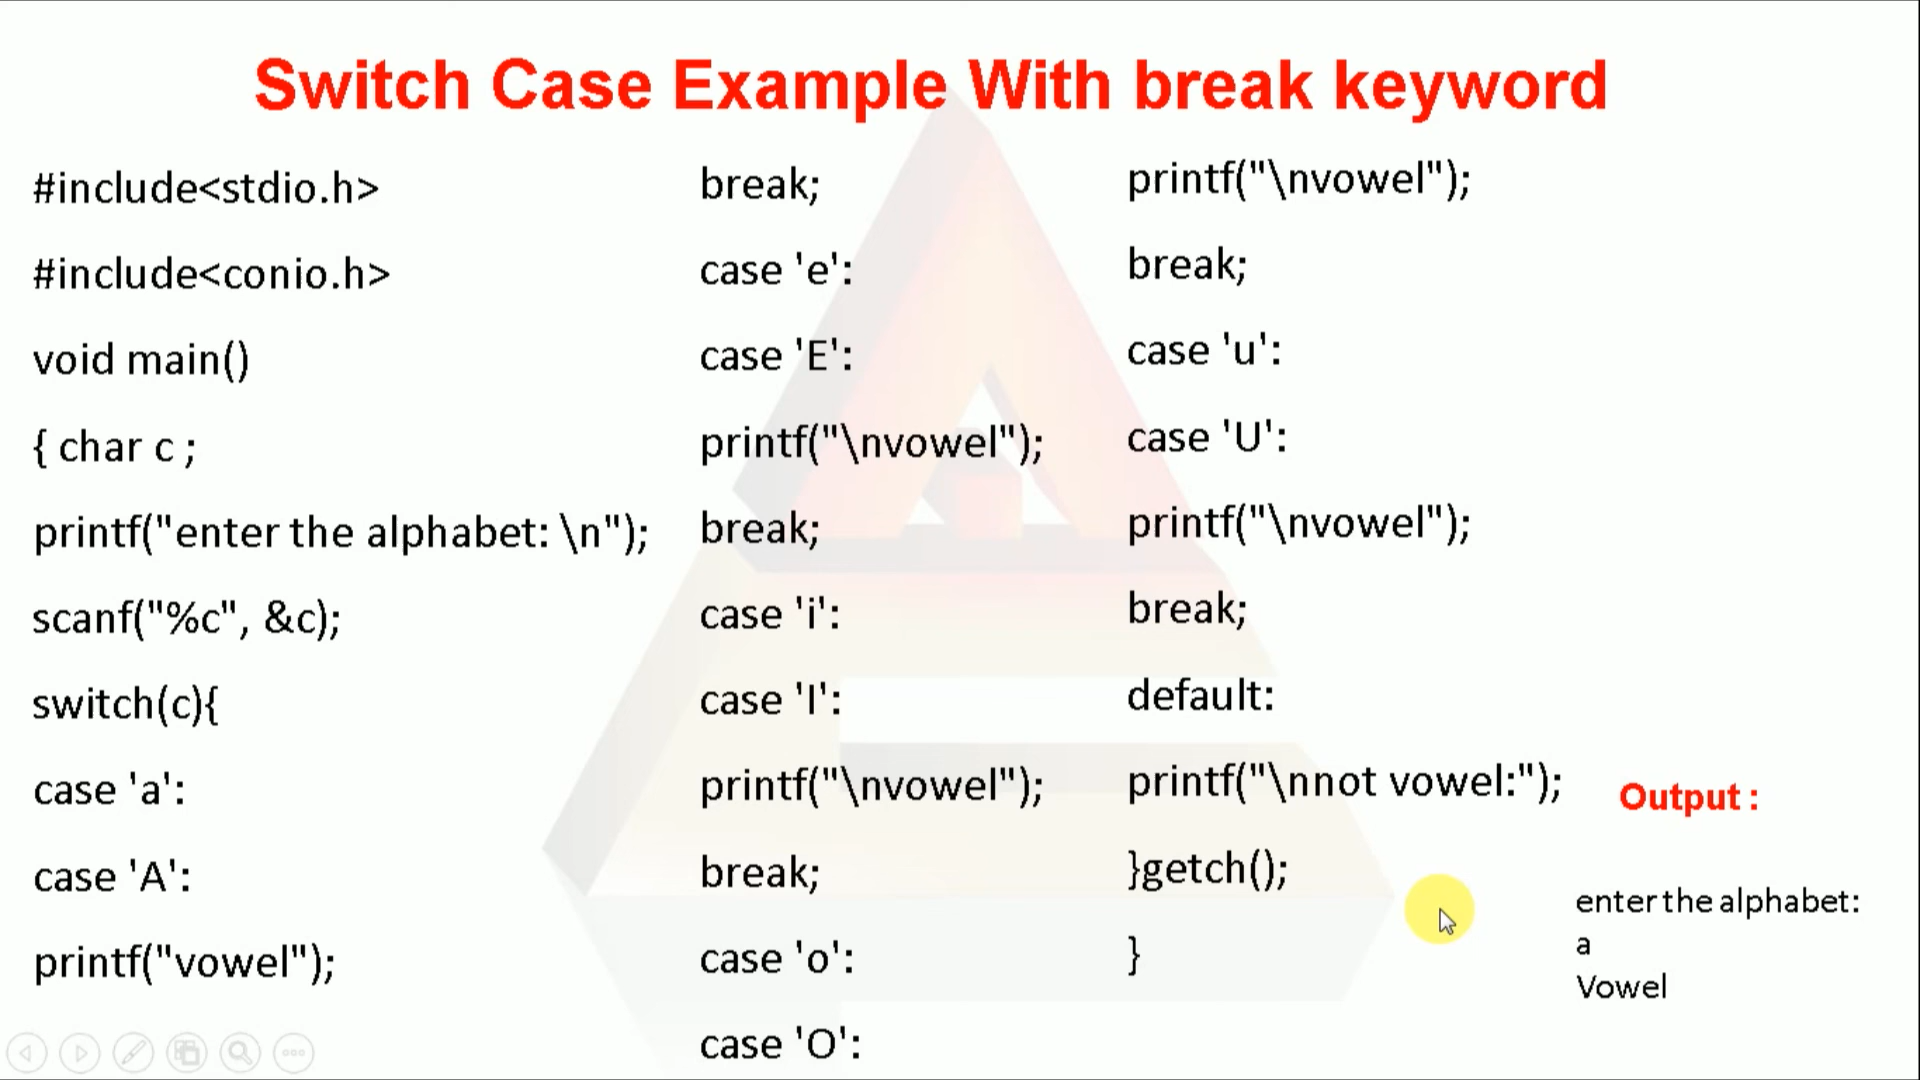 Switch Case Example With break keyword
#include<stdio.h>
#include<conio.h>
void main()
{ char c ;
printf("enter the alphabet: \n");
scanf("%c", &c);
switch(c){
case 'a':
case 'A':
printf("vowel");
break;
case 'e':
case 'E':
printf("\nvowel");
break;
case 'i':
case 'I':
printf("\nvowel");
break;
case 'o':
case 'O':
printf("\nvowel");
break;
case 'u':
case 'U':
printf("\nvowel");
break;
default:
printf("\nnot vowel:");
}getch();
}
Output :
enter the alphabet:
a
Vowel